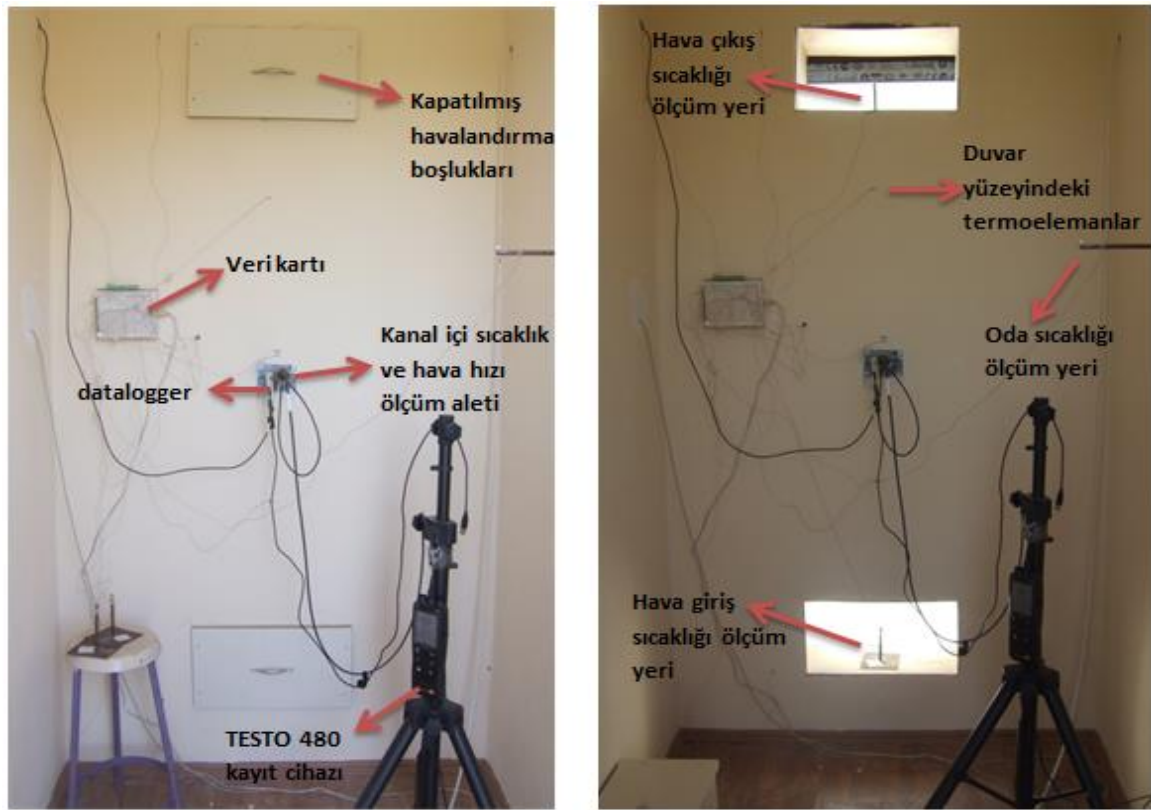 Kapatılmış
havalandırma
boşlukları
Veri kartı
Kanal içi sıcaklık
ve hava hızı
ölçüm aleti
datalogger
TESTO 480
kayıt cihazı
Hava çıkış
sıcaklığı
ölçüm yeri
Duvar
yüzeyindeki
termoelemanlar
Oda sıcaklığı
ölçüm yeri
Hava giriş
sıcaklığı ölçüm
yeri